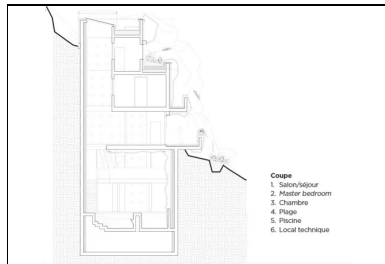 Coupe
1. Salon/séjour
2. Master bedroom
3. Chambre
4. Plage
5. Piscine
6. Local technique